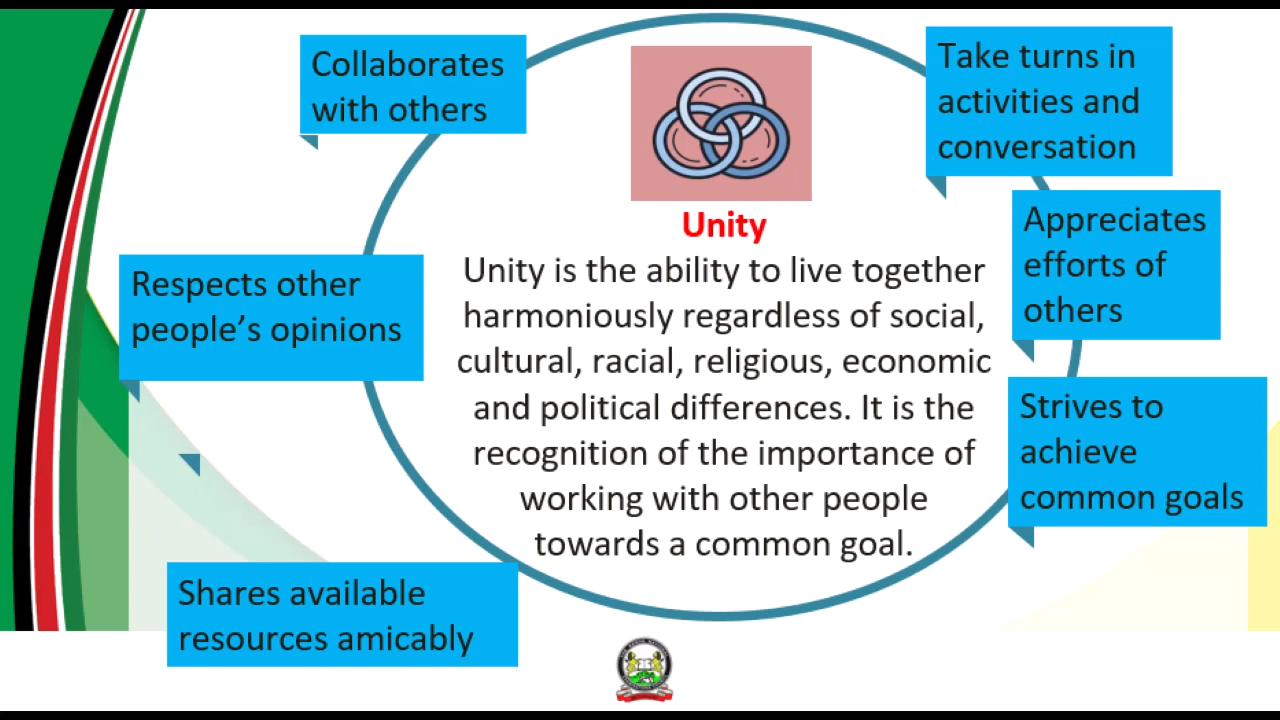 Collaborates
with others
Take turns in
activities and
conversation
Unity
Unity is the ability to live together
harmoniously regardless of social,
cultural, racial, religious, economic
and political differences. It is the
recognition of the importance of
working with other people
towards a common goal.
Respects other
people’s opinions
Appreciates
efforts of
others
Strives to
achieve
common goals
Shares available
resources amicably